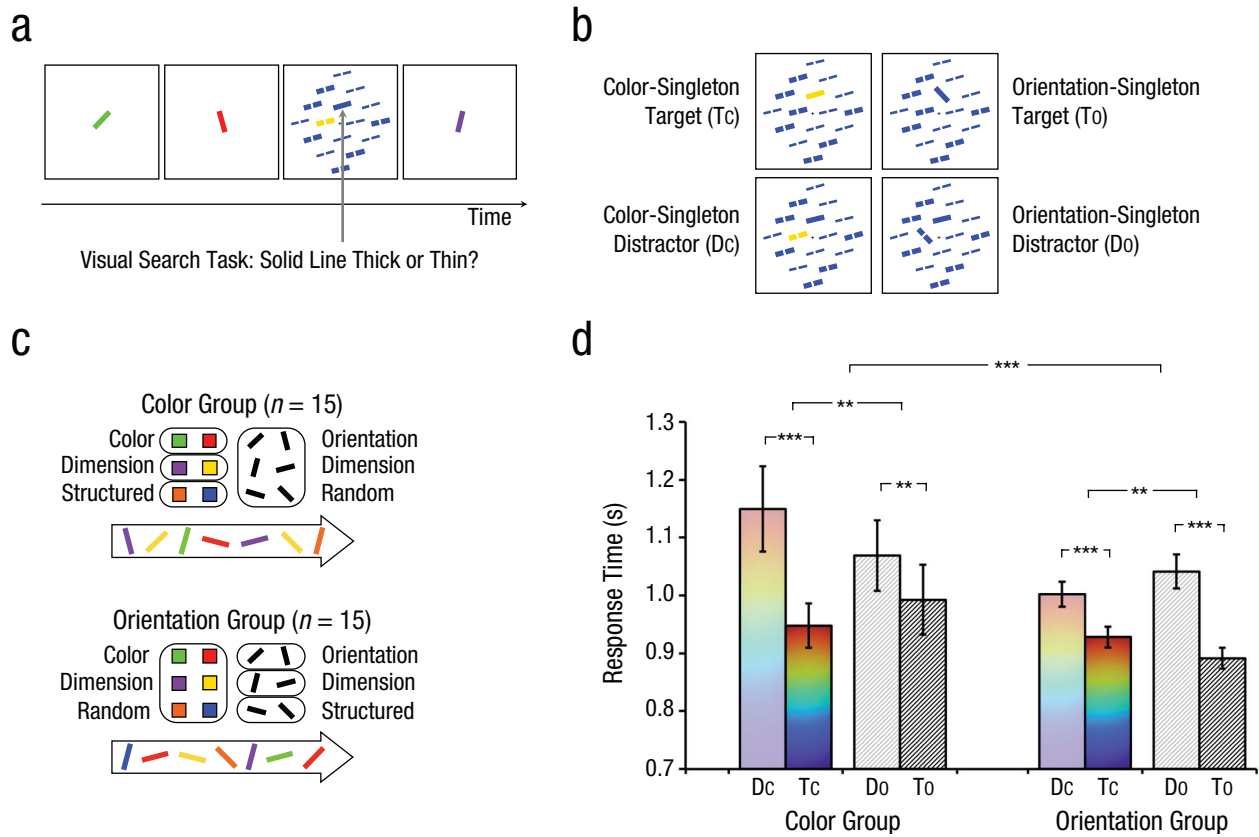 a
Time
Visual Search Task: Solid Line Thick or Thin?
b
Color-Singleton
Target (TC)
Orientation-Singleton
Target (TO)
Color-Singleton
Distractor (DC)
Orientation-Singleton
Distractor (DO)
c
Color Group (n = 15)
Color
Dimension
Structured
Orientation
Dimension
Random
Orientation Group (n = 15)
Color
Dimension
Random
Orientation
Dimension
Structured
d
***
**
**
***
**
***
***
1.3
1.2
1.1
1.0
0.9
0.8
0.7
Response Time (s)
DC TC DO TO DC TC DO TO
Color Group Orientation Group